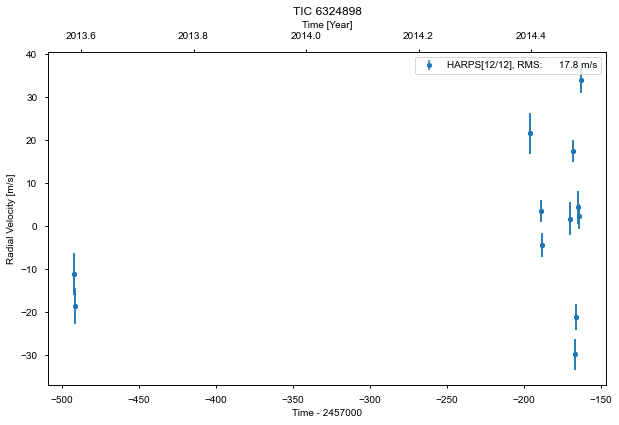 TIC 6324898
Time [Year]
2013.6 2013.8 2014.0 2014.2 2014.4
HARPS[12/12], RMS: 17.8 m/s
40
30
20
10
0
−10
−20
−30
Radial Velocity [m/s]
−500 −450 −400 −350 −300 −250 −200 −150
Time - 2457000